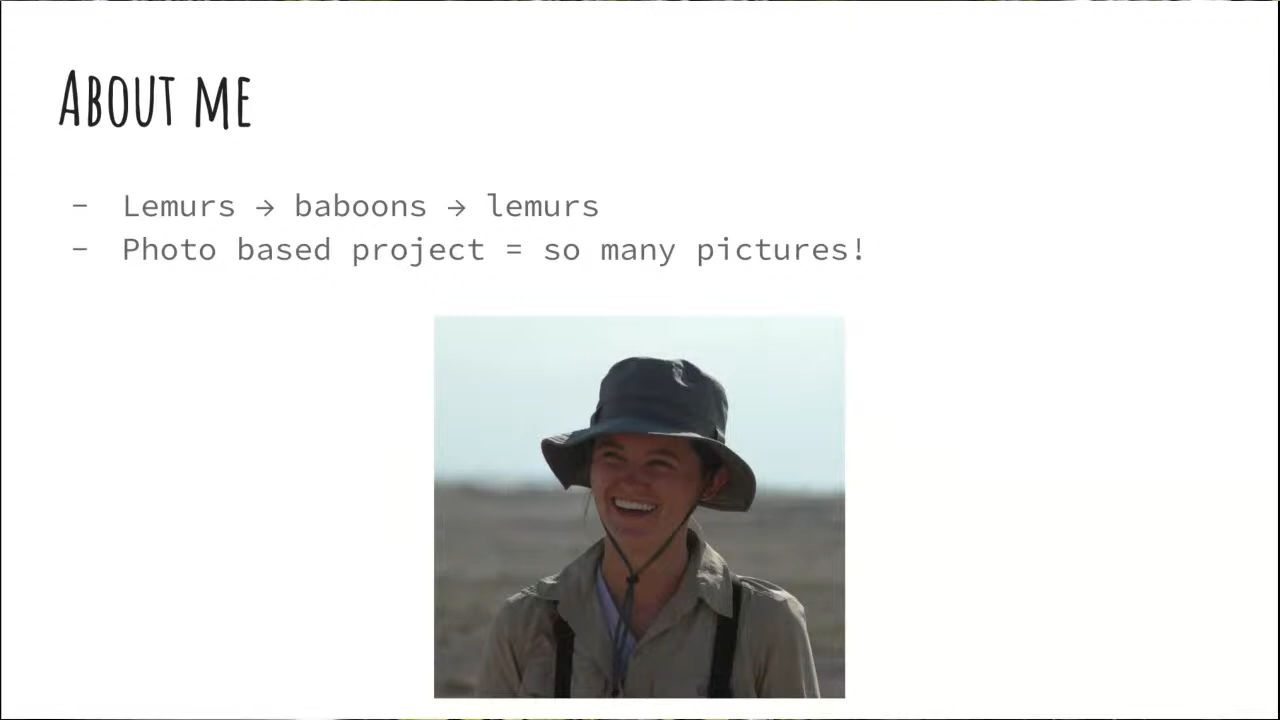 About me
- Lemurs → baboons → lemurs
- Photo based project = so many pictures!